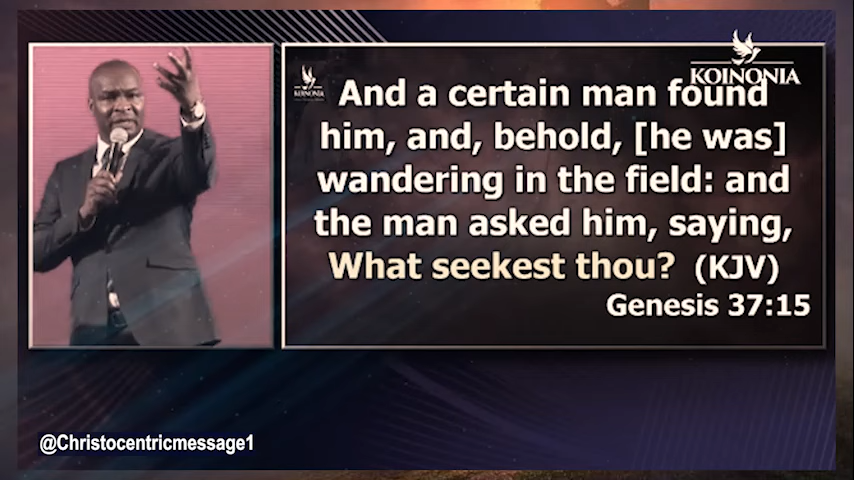 KOINONIA
KOINONIA
And a certain man found
him, and, behold, [he was]
wandering in the field: and
the man asked him, saying,
What seekest thou? (KJV)
Genesis 37:15
@Christocentricmessage1